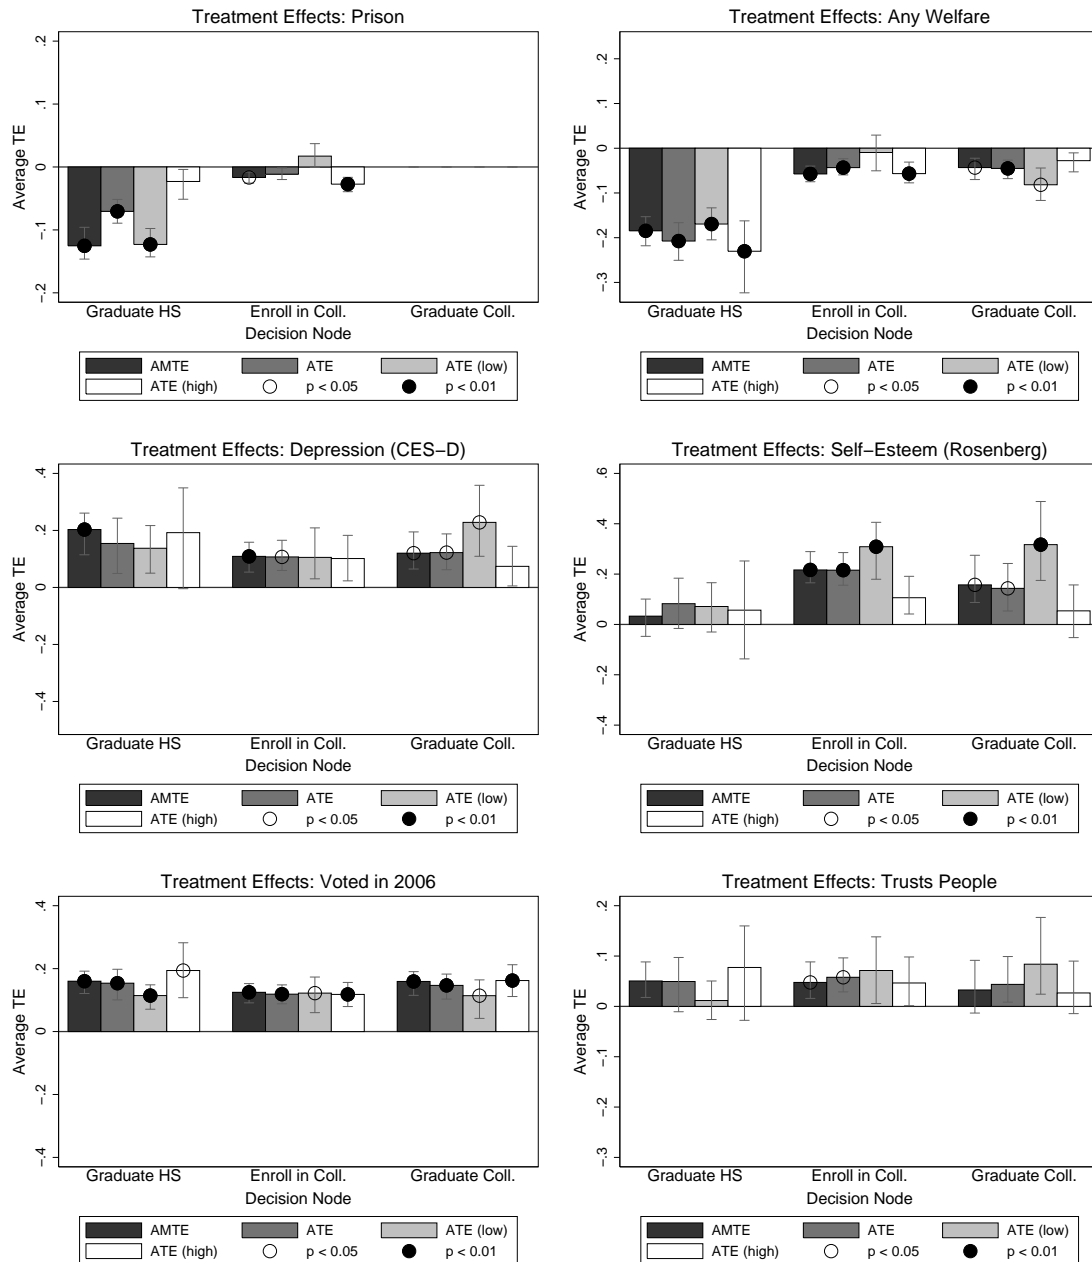 Treatment Effects: Prison
Average TE
.2
.1
0
−.1
−.2
Graduate HS Enroll in Coll. Graduate Coll.
Decision Node
AMTE ATE ATE (low)
ATE (high) p < 0.05 p < 0.01
Treatment Effects: Any Welfare
Average TE
.2
.1
0
−.1
−.2
−.3
Graduate HS Enroll in Coll. Graduate Coll.
Decision Node
AMTE ATE ATE (low)
ATE (high) p < 0.05 p < 0.01
Treatment Effects: Depression (CES−D)
Average TE
.4
.2
0
−.2
−.4
Graduate HS Enroll in Coll. Graduate Coll.
Decision Node
AMTE ATE ATE (low)
ATE (high) p < 0.05 p < 0.01
Treatment Effects: Self−Esteem (Rosenberg)
Average TE
.6
.4
.2
0
−.2
−.4
Graduate HS Enroll in Coll. Graduate Coll.
Decision Node
AMTE ATE ATE (low)
ATE (high) p < 0.05 p < 0.01
Treatment Effects: Voted in 2006
Average TE
.4
.2
0
−.2
−.4
Graduate HS Enroll in Coll. Graduate Coll.
Decision Node
AMTE ATE ATE (low)
ATE (high) p < 0.05 p < 0.01
Treatment Effects: Trusts People
Average TE
.2
.1
0
−.1
−.2
−.3
Graduate HS Enroll in Coll. Graduate Coll.
Decision Node
AMTE ATE ATE (low)
ATE (high) p < 0.05 p < 0.01